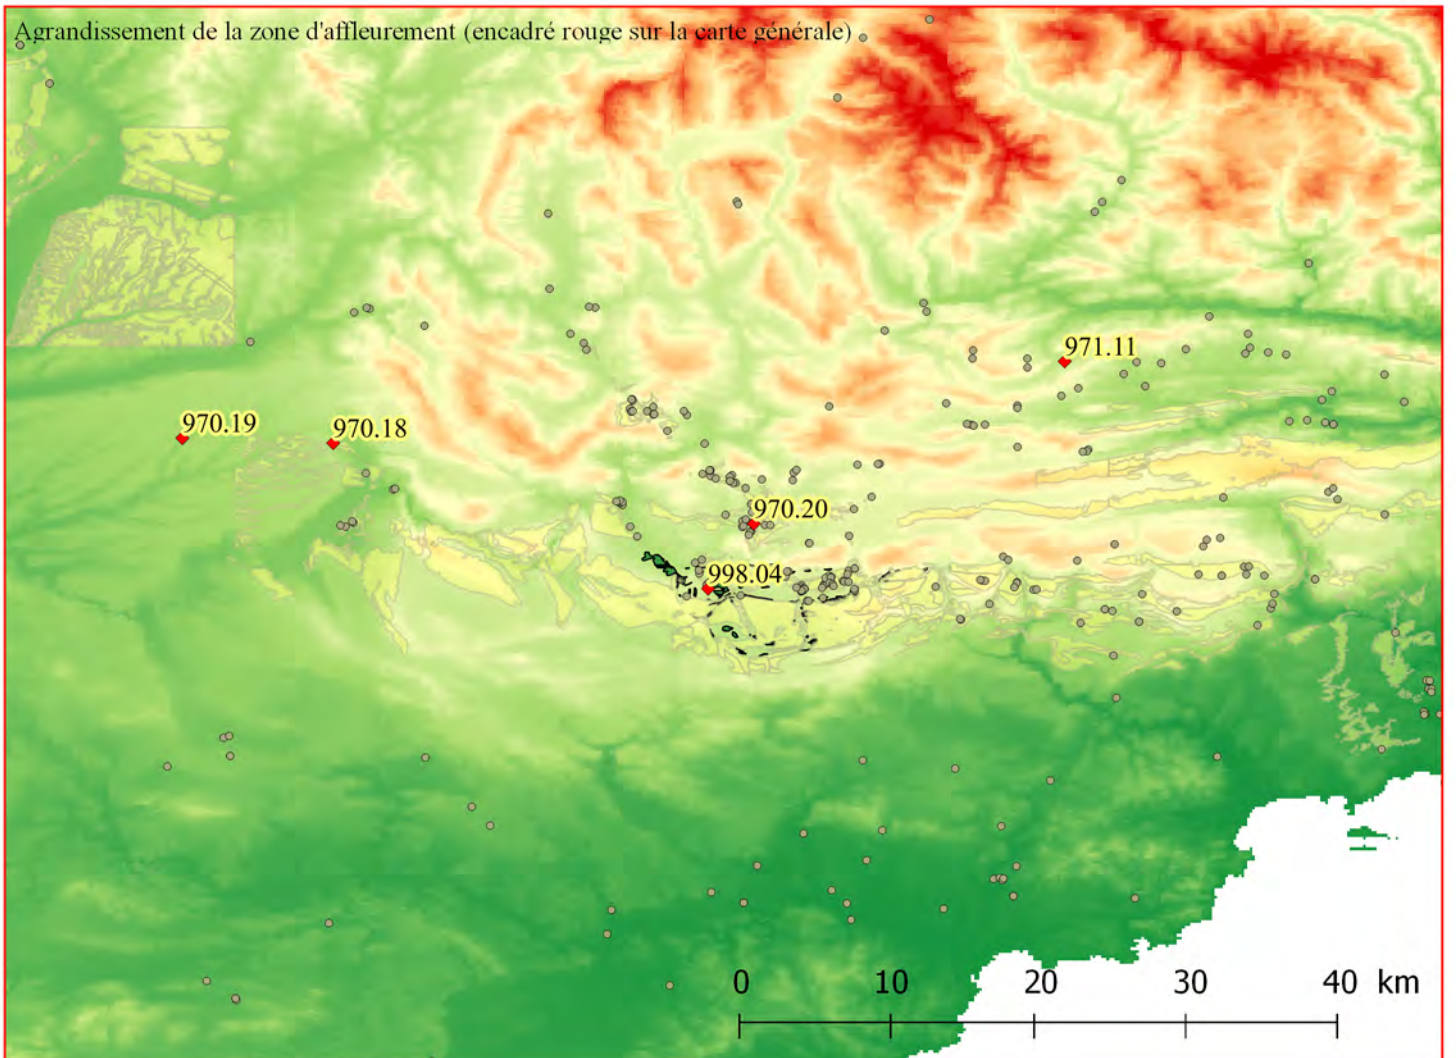 Agrandissement de la zone d'affleurement (encadré rouge sur la carte générale)
971.11
970.19
970.18
970.20
998.04
0 10 20 30 40 km